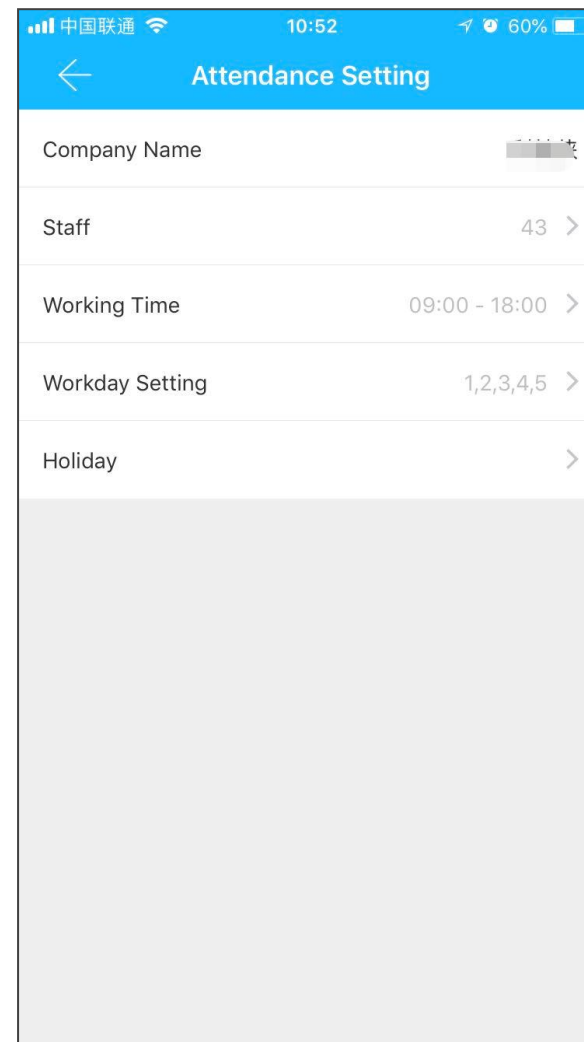 中国联通 10:52 60%
Attendance Setting
Company Name
Staff 43
Working Time 09:00 - 18:00
Workday Setting 1,2,3,4,5
Holiday